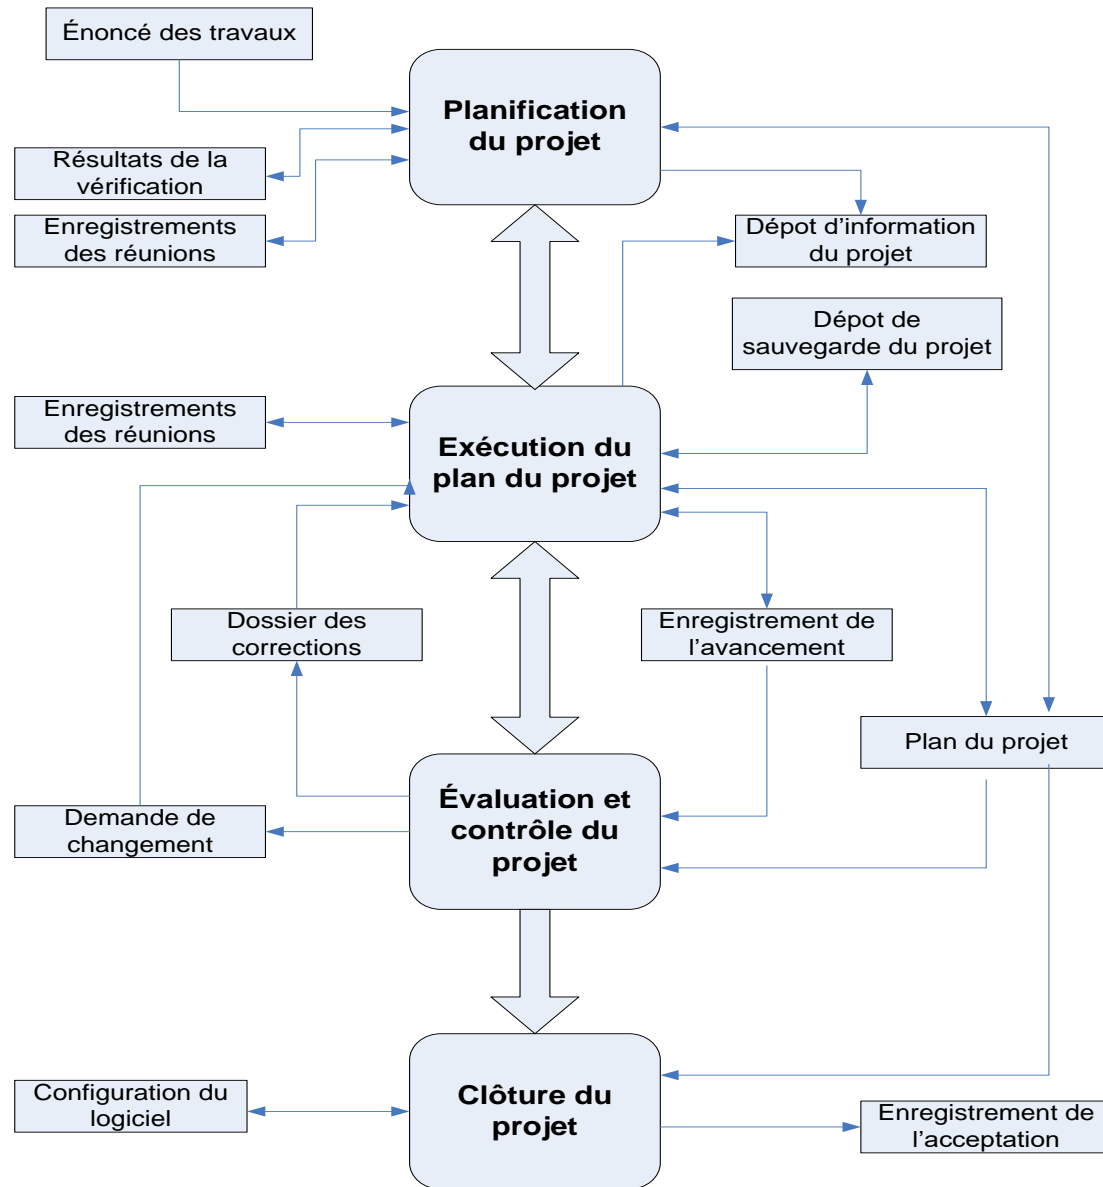 Énoncé des travaux
Planification
du projet
Résultats de la
vérification
Enregistrements
des réunions
Dépot d’information
du projet
Dépot de
sauvegarde du projet
Enregistrements
des réunions
Exécution du
plan du projet
Dossier des
corrections
Enregistrement de
l’avancement
Plan du projet
Demande de
changement
Évaluation et
contrôle du
projet
Configuration du
logiciel
Clôture du
projet
Enregistrement de
l’acceptation